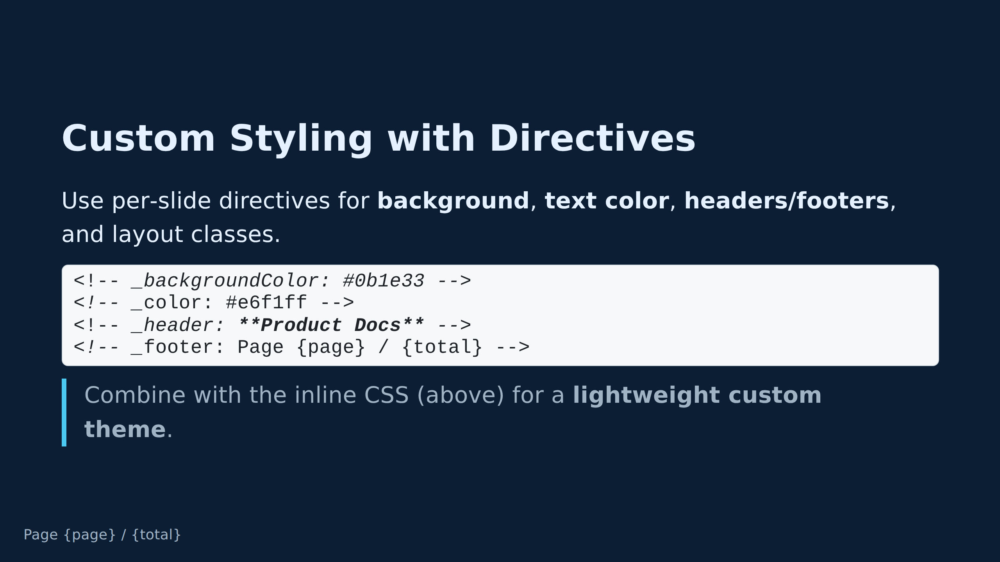 Custom Styling with Directives
Use per-slide directives for background, text color, headers/footers,
and layout classes.
<!-- _backgroundColor: #0b1e33 -->
<!-- _color: #e6f1ff -->
<!-- _header: **Product Docs** -->
<!-- _footer: Page {page} / {total} -->
Combine with the inline CSS (above) for a lightweight custom
theme.
Page {page} / {total}